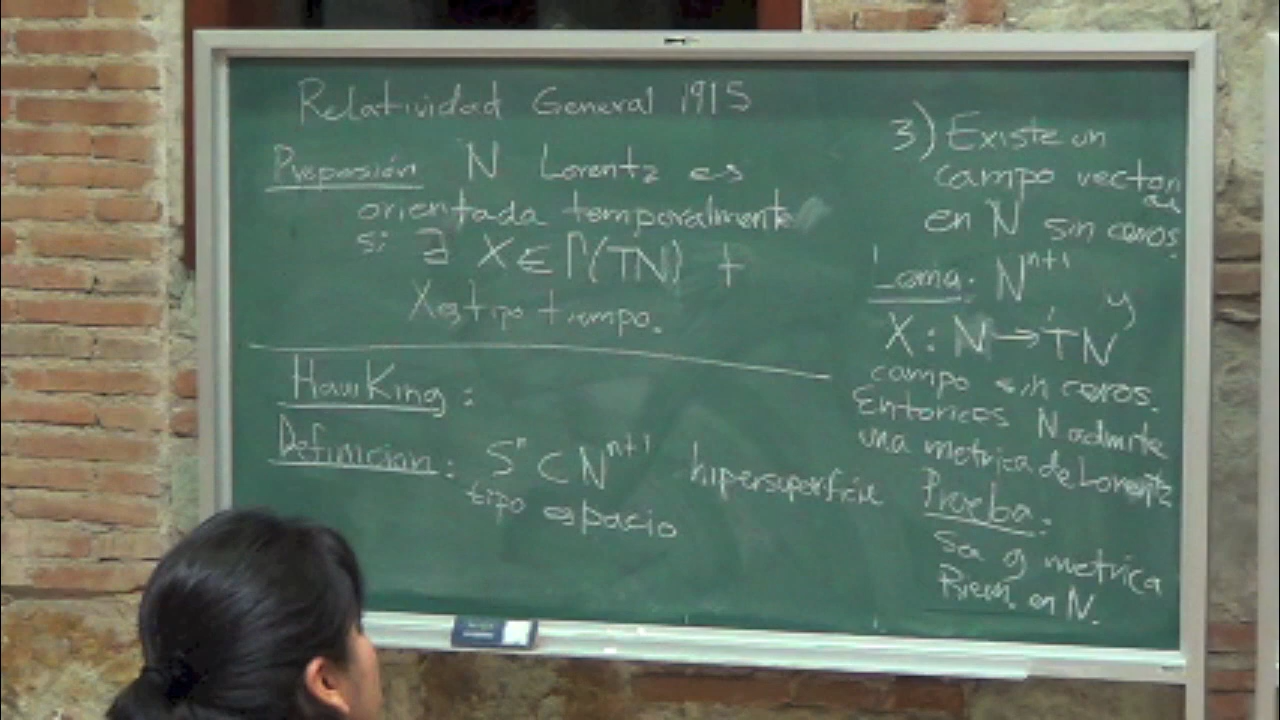 Relatividad General 1915
Proposión N Lorentz es
orientada temporalmente
si ∃ X ∈ Γ(TN) t
X es tipo tiempo.
Hawking:
Definición: Sⁿ ⊂ Nⁿ⁺¹ hipersuperficie
tipo espacio
3) Existe un
campo vectorial
en N sin ceros.
Lema. Nⁿ⁺¹ y
X: N → TN
campo sin ceros.
Entonces N admite
una metrica de Lorentz
Prueba.
Sea g metrica
Riem. en N.